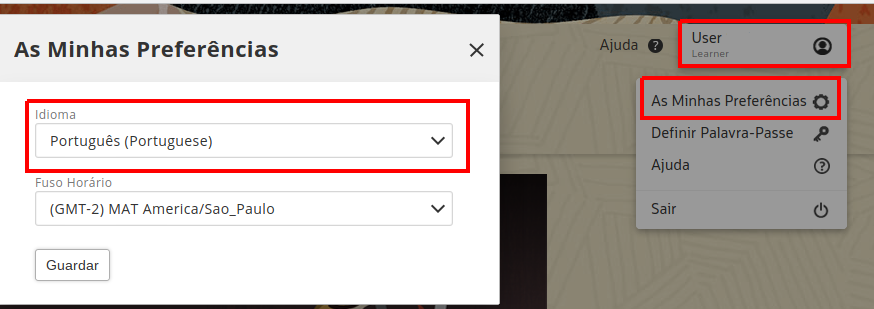 As Minhas Preferências
Idioma
Português (Portuguese)
Fuso Horário
(GMT-2) MAT America/Sao_Paulo
Guardar
Ajuda ?
User
Learner
As Minhas Preferências
Definir Palavra-Passe
Ajuda
Sair